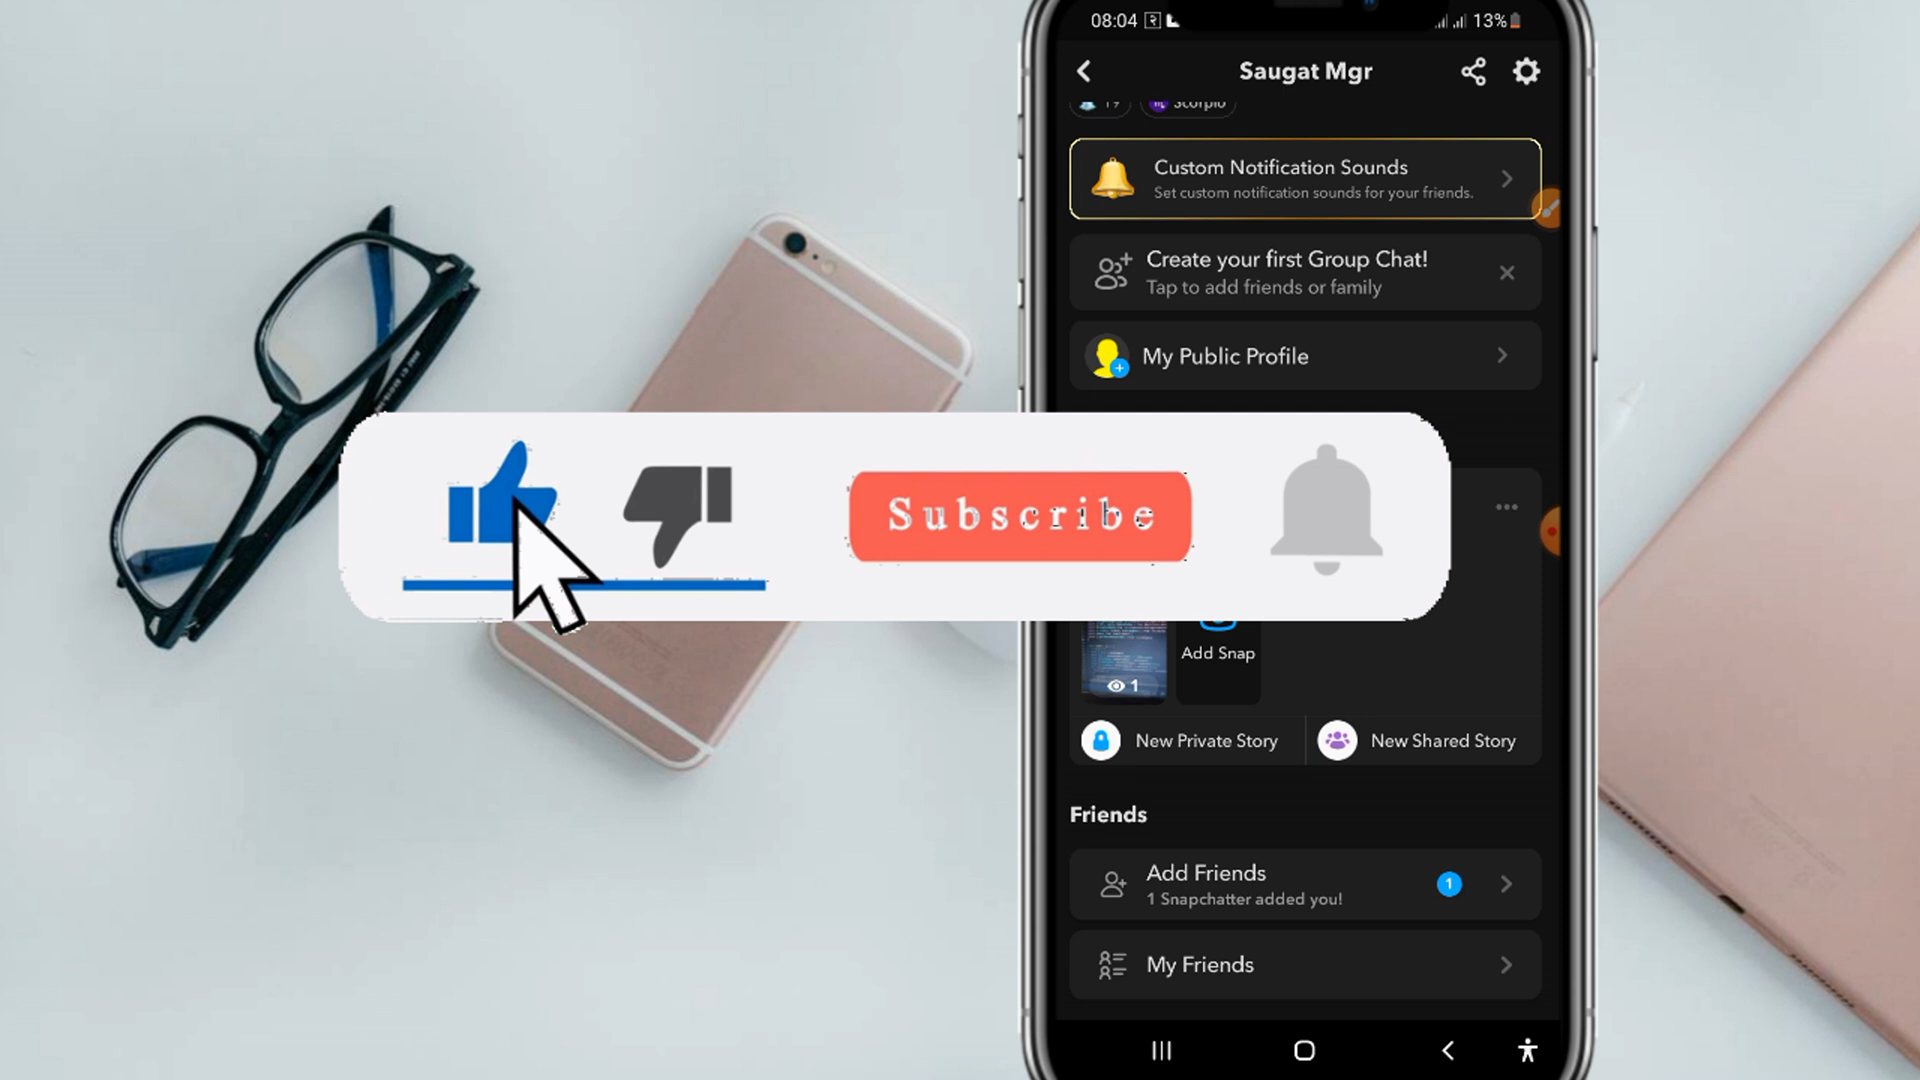 08:04
13%
Saugat Mgr
19
Scorpio
Custom Notification Sounds
Set custom notification sounds for your friends.
Create your first Group Chat!
Tap to add friends or family
My Public Profile
Subscribe
Add Snap
1
New Private Story
New Shared Story
Friends
Add Friends
1 Snapchatter added you!
1
My Friends